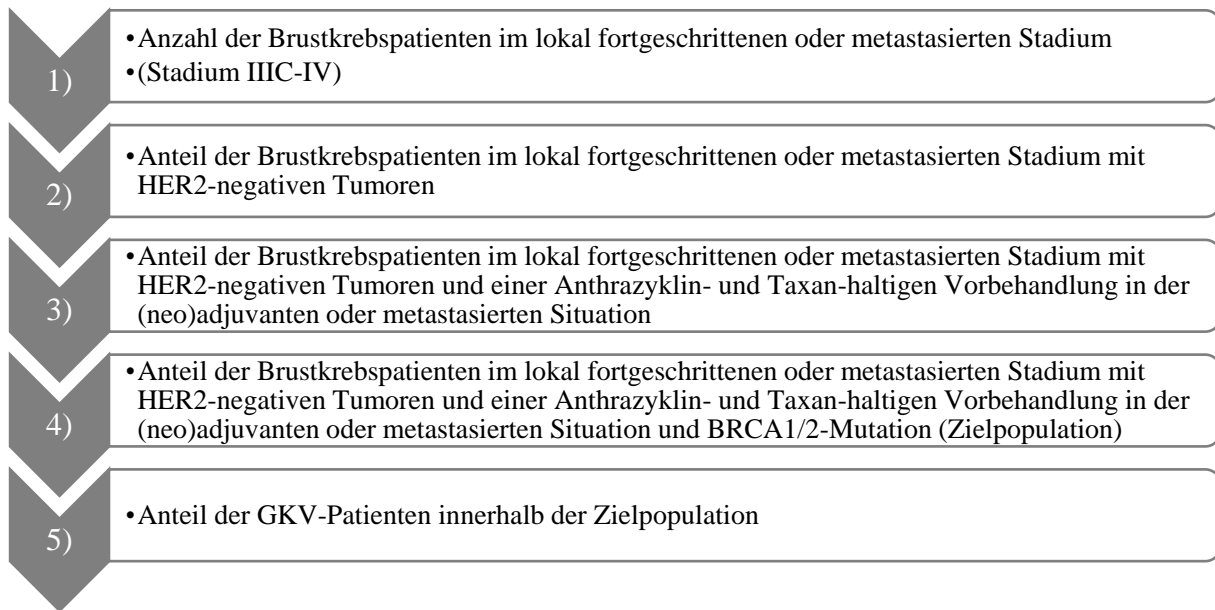 1)
•Anzahl der Brustkrebspatienten im lokal fortgeschrittenen oder metastasierten Stadium
•(Stadium IIIC-IV)
2)
•Anteil der Brustkrebspatienten im lokal fortgeschrittenen oder metastasierten Stadium mit
HER2-negativen Tumoren
3)
•Anteil der Brustkrebspatienten im lokal fortgeschrittenen oder metastasierten Stadium mit
HER2-negativen Tumoren und einer Anthrazyklin- und Taxan-haltigen Vorbehandlung in der
(neo)adjuvanten oder metastasierten Situation
4)
•Anteil der Brustkrebspatienten im lokal fortgeschrittenen oder metastasierten Stadium mit
HER2-negativen Tumoren und einer Anthrazyklin- und Taxan-haltigen Vorbehandlung in der
(neo)adjuvanten oder metastasierten Situation und BRCA1/2-Mutation (Zielpopulation)
5)
•Anteil der GKV-Patienten innerhalb der Zielpopulation